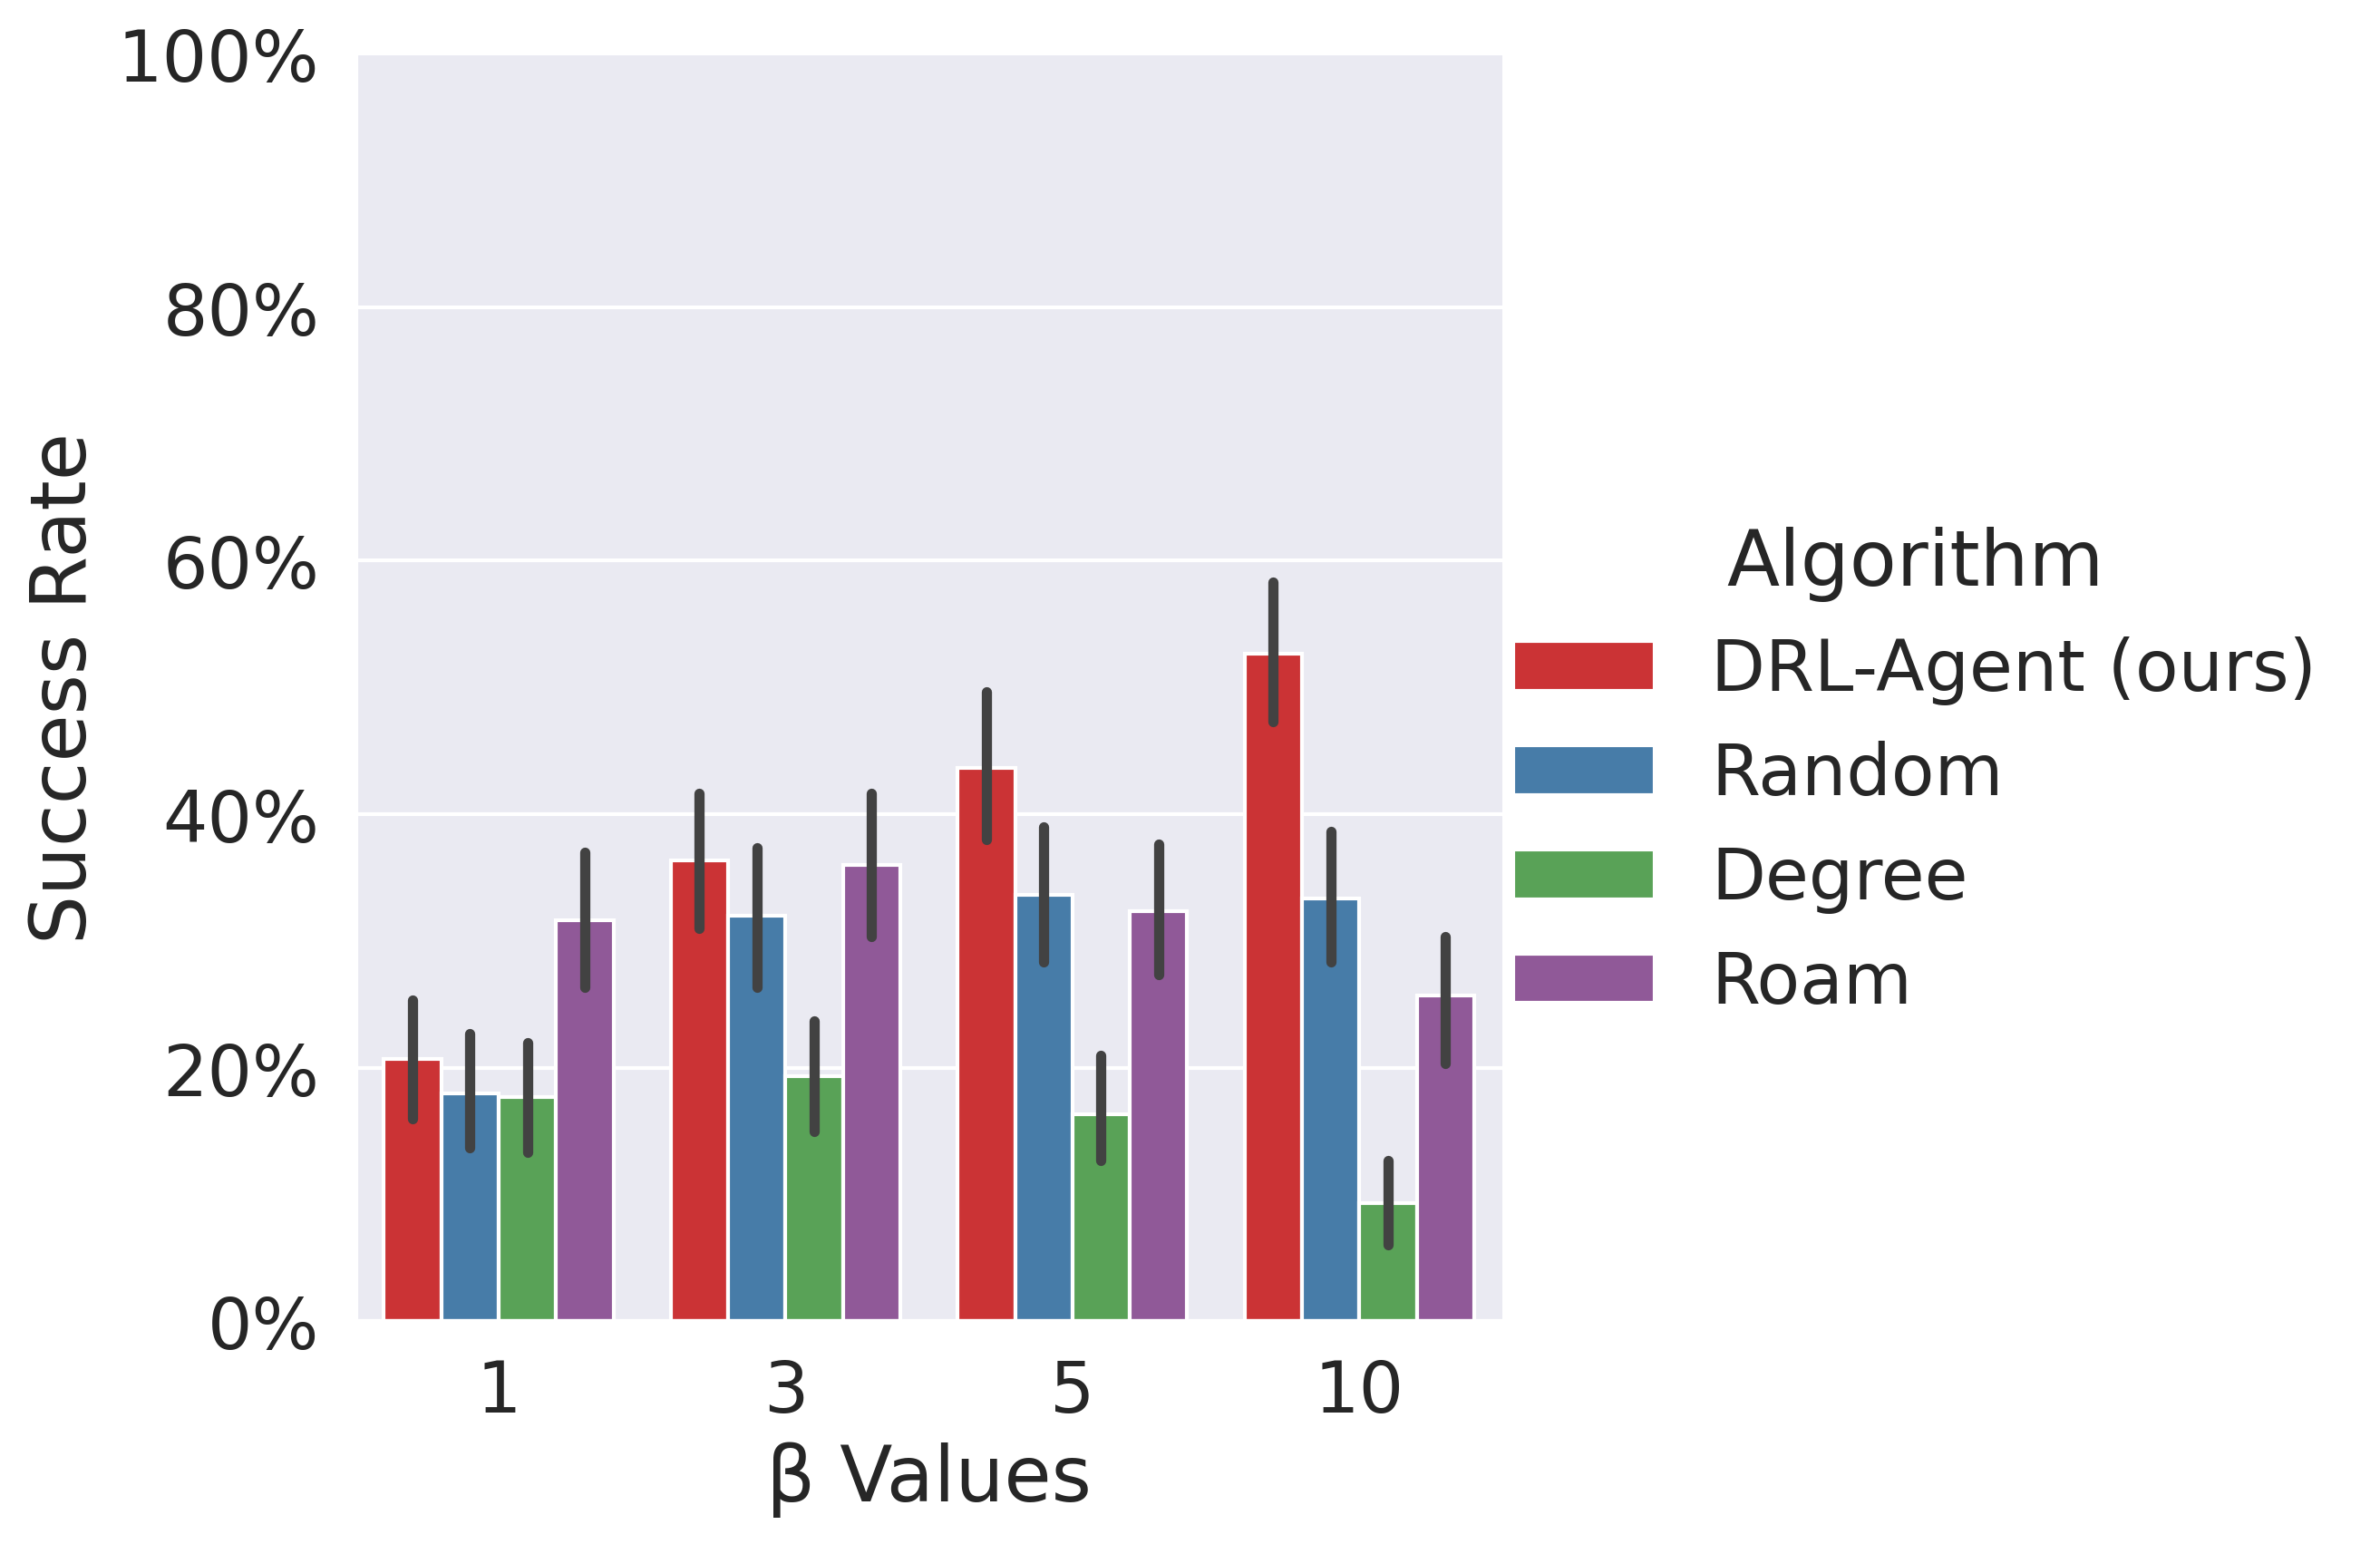 100%
80%
60%
40%
20%
0%
Success Rate
1 3 5 10
β Values
Algorithm
DRL-Agent (ours)
Random
Degree
Roam